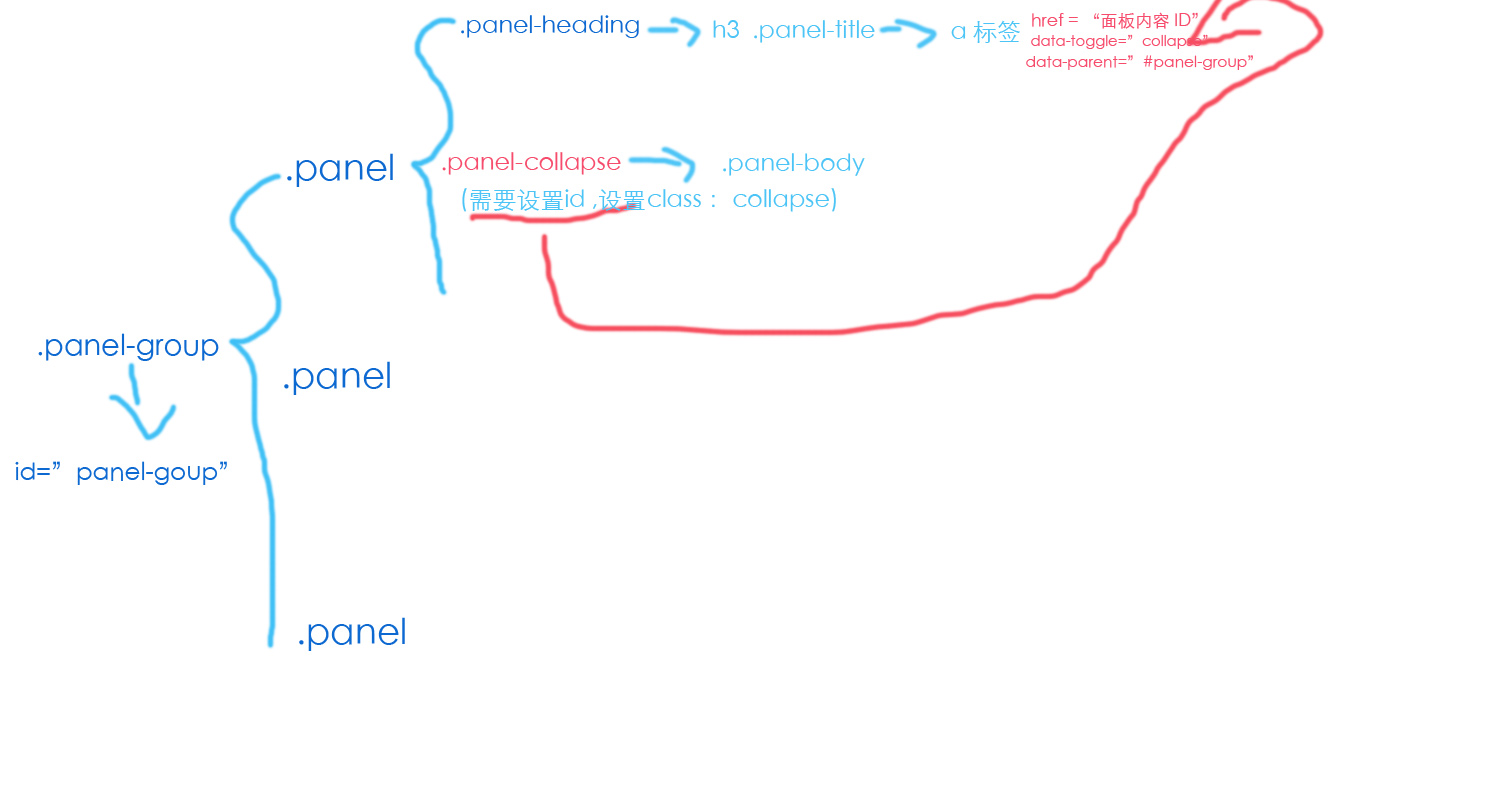 .panel-heading
h3 .panel-title
a 标签
href = “面板内容 ID”
data-toggle=” collapse”
data-parent=” #panel-group”
.panel
.panel-collapse
.panel-body
(需要设置id ,设置class： collapse)
.panel-group
.panel
id=” panel-goup”
.panel